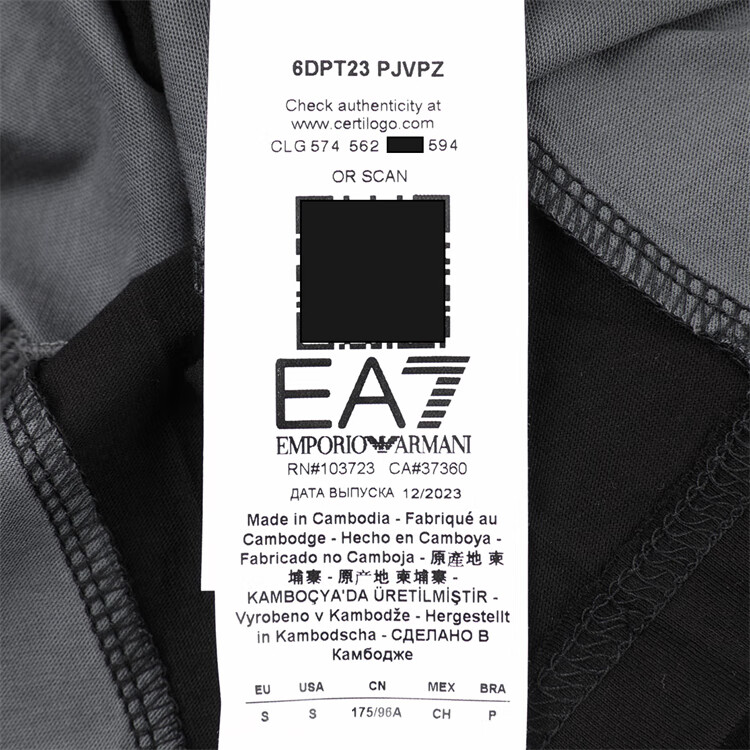 6DPT23 PJVPZ
Check authenticity at
www.certilogo.com
CLG 574 562 594
OR SCAN
EA7
EMPORIO ARMANI
RN#103723 CA#37360
ДАТА ВЫПУСКА 12/2023
Made in Cambodia - Fabriqué au
Cambodge - Hecho en Camboya -
Fabricado no Camboja - 原產地 柬
埔寨 - 原产地 柬埔寨 -
KAMBOÇYA'DA ÜRETİLMİŞTİR -
Vyrobeno v Kambodže - Hergestellt
in Kambodscha - СДЕЛАНО В
Камбодже
EU USA CN MEX BRA
S S 175/96A CH P